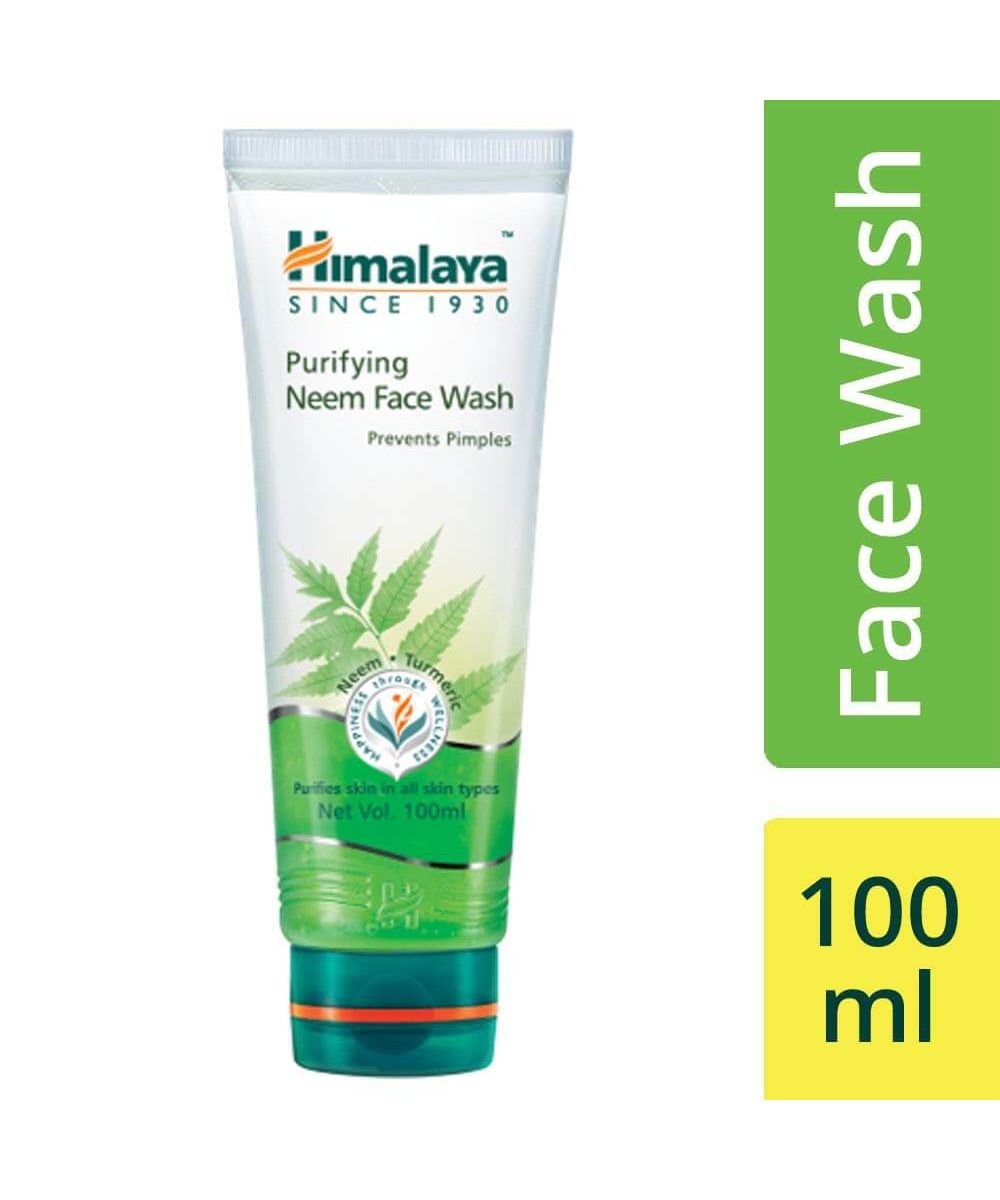 Himalaya™
SINCE 1930
Purifying
Neem Face Wash
Prevents Pimples
Neem • Turmeric
HAPPINESS through WELLNESS
Purifies skin in all skin types
Net Vol. 100ml
H
Face Wash
100
ml